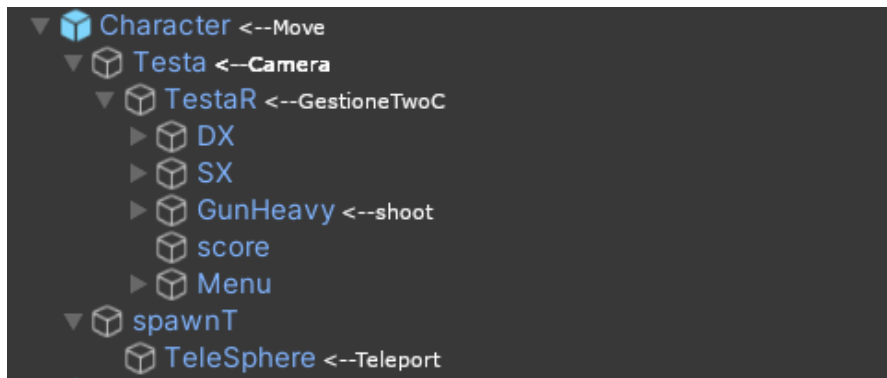 Character <--Move
Testa <--Camera
TestaR <--GestioneTwoC
DX
SX
GunHeavy <--shoot
score
Menu
spawnT
TeleSphere <--Teleport